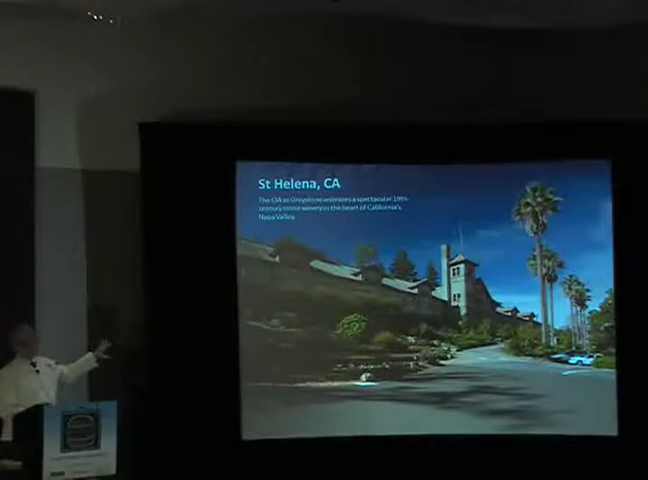 St Helena, CA
The CIA at Greystone animates a spectacular 19th-
century stone winery in the heart of California's
Napa Valley